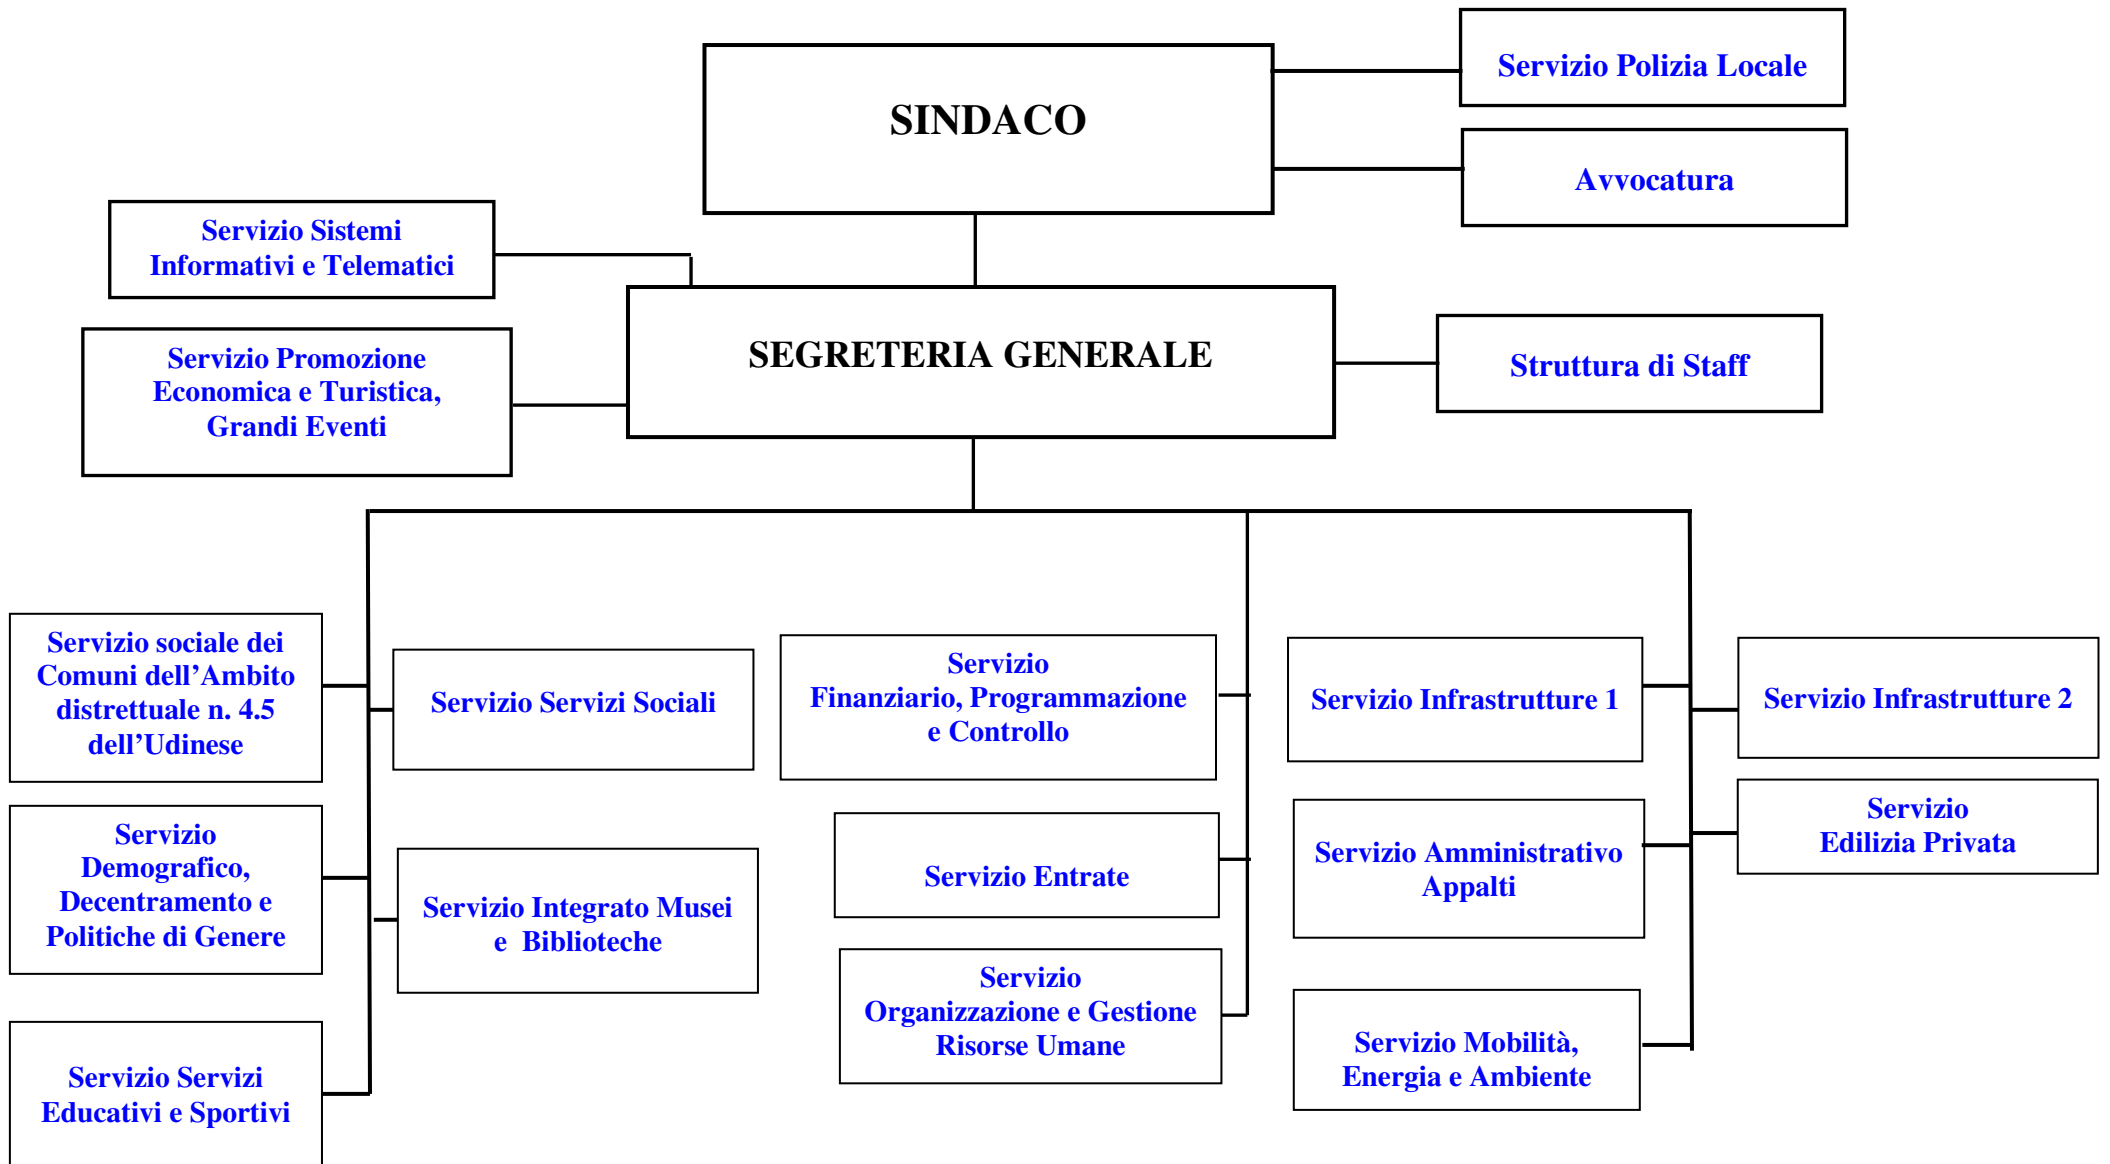 Servizio Polizia Locale
SINDACO
Avvocatura
Servizio Sistemi
Informativi e Telematici
SEGRETERIA GENERALE
Servizio Promozione
Economica e Turistica,
Grandi Eventi
Struttura di Staff
Servizio sociale dei
Comuni dell’Ambito
distrettuale n. 4.5
dell’Udinese
Servizio Servizi Sociali
Servizio
Finanziario, Programmazione
e Controllo
Servizio Infrastrutture 1
Servizio Infrastrutture 2
Servizio
Demografico,
Decentramento e
Politiche di Genere
Servizio Integrato Musei
e  Biblioteche
Servizio Entrate
Servizio Amministrativo
Appalti
Servizio
Edilizia Privata
Servizio Servizi
Educativi e Sportivi
Servizio
Organizzazione e Gestione
Risorse Umane
Servizio Mobilità,
Energia e Ambiente